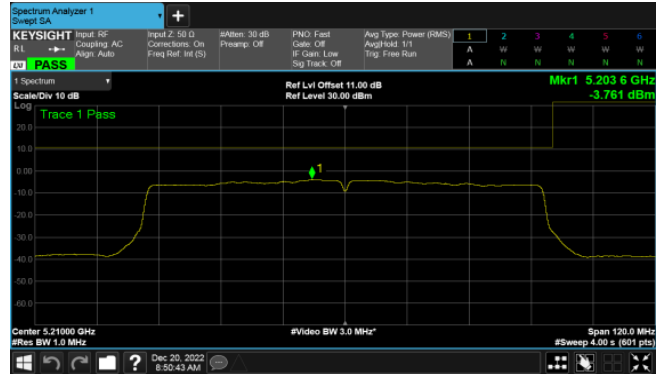 Spectrum Analyzer 1
Swept SA
+
KEYSIGHT Input: RF Input Z: 50 Ω #Atten: 30 dB PNO: Fast Avg Type: Power (RMS) 1 2 3 4 5 6
RL Coupling: AC Corrections: On Preamp: Off Gate: Off Avg|Hold: 1/1 A W W W W W
Align: Auto Freq Ref: Int (S) IF Gain: Low Trig: Free Run
LXI PASS Sig Track: Off A N N N N N
1 Spectrum
Ref Lvl Offset 11.00 dB Mkr1 5.203 6 GHz
Scale/Div 10 dB Ref Level 30.00 dBm -3.761 dBm
Log
Trace 1 Pass
20.0
10.0
0.00
1
-10.0
-20.0
-30.0
-40.0
-50.0
-60.0
Center 5.21000 GHz #Video BW 3.0 MHz* Span 120.0 MHz
#Res BW 1.0 MHz #Sweep 4.00 s (601 pts)
? Dec 20, 2022
8:50:43 AM